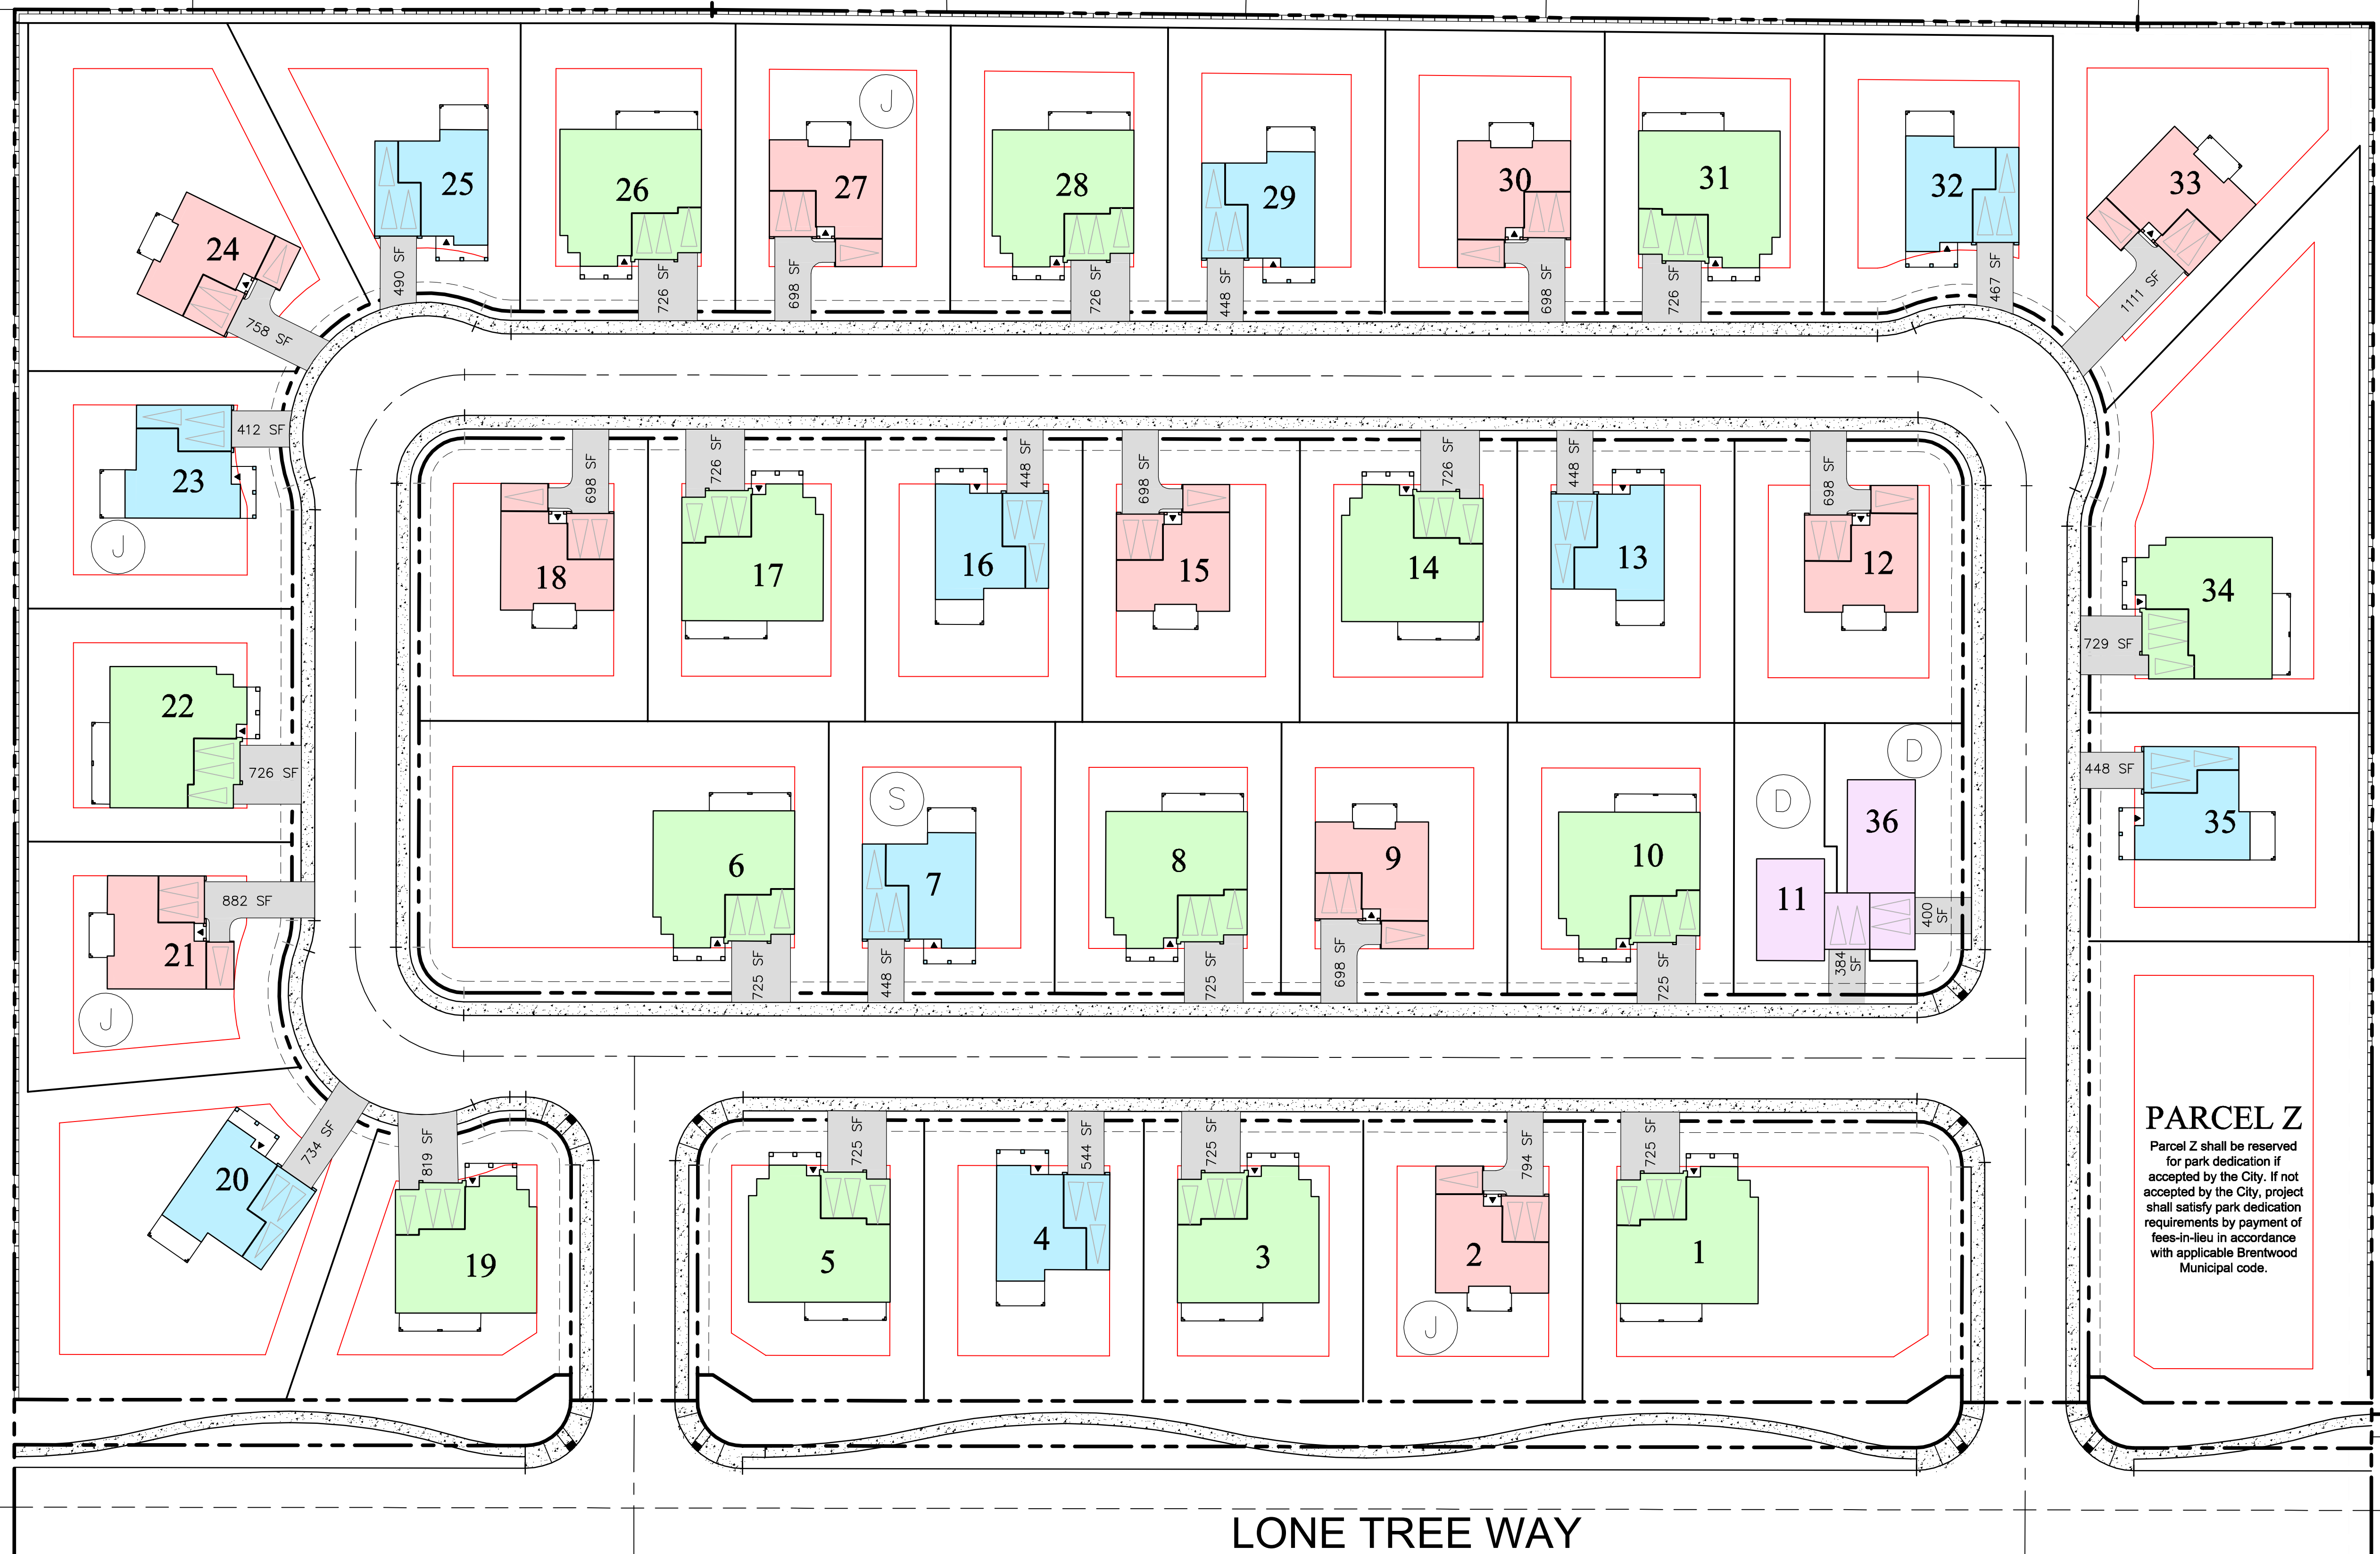 J
25
26
27
28
29
30
31
32
33
24
490 SF
726 SF
698 SF
726 SF
448 SF
698 SF
726 SF
467 SF
1111 SF
758 SF
412 SF
23
J
698 SF
726 SF
448 SF
698 SF
726 SF
448 SF
698 SF
18
17
16
15
14
13
12
34
729 SF
22
726 SF
S
D
D
448 SF
35
6
7
8
9
10
11
36
882 SF
21
J
725 SF
448 SF
725 SF
698 SF
725 SF
384
SF
400
SF
734 SF
819 SF
725 SF
544 SF
725 SF
794 SF
725 SF
20
19
5
4
3
2
1
J
PARCEL Z
Parcel Z shall be reserved
for park dedication if
accepted by the City. If not
accepted by the City, project
shall satisfy park dedication
requirements by payment of
fees-in-lieu in accordance
with applicable Brentwood
Municipal code.
LONE TREE WAY